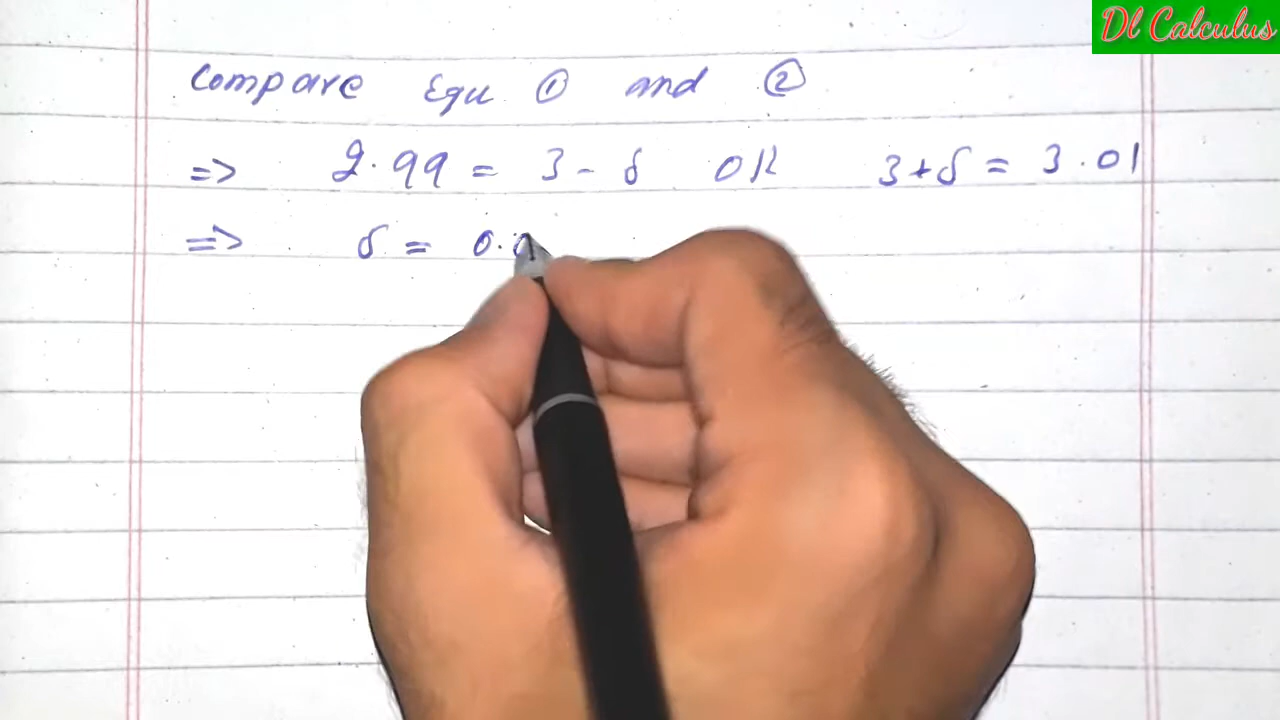 Dl Calculus
Compare Equ ① and ②
=> 2.99 = 3 - δ OR 3+δ = 3.01
=> δ = 0.0